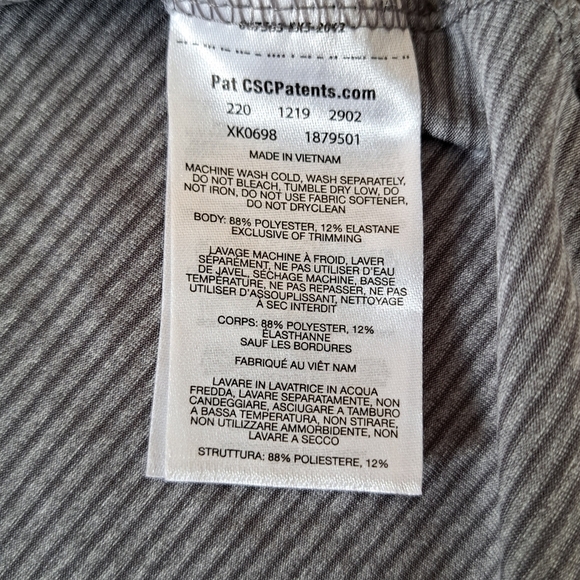 Pat CSCPatents.com
220 1219 2902
XK0698 1879501
MADE IN VIETNAM
MACHINE WASH COLD, WASH SEPARATELY,
DO NOT BLEACH, TUMBLE DRY LOW, DO
NOT IRON, DO NOT USE FABRIC SOFTENER,
DO NOT DRYCLEAN
BODY: 88% POLYESTER, 12% ELASTANE
EXCLUSIVE OF TRIMMING
LAVAGE MACHINE À FROID, LAVER
SÉPARÉMENT, NE PAS UTILISER D'EAU
DE JAVEL, SÉCHAGE MACHINE, BASSE
TEMPÉRATURE, NE PAS REPASSER, NE PAS
UTILISER D'ASSOUPLISSANT, NETTOYAGE
À SEC INTERDIT
CORPS: 88% POLYESTER, 12%
ÉLASTHANNE
SAUF LES BORDURES
FABRIQUÉ AU VIÊT NAM
LAVARE IN LAVATRICE IN ACQUA
FREDDA, LAVARE SEPARATAMENTE, NON
CANDEGGIARE, ASCIUGARE A TAMBURO
A BASSA TEMPERATURA, NON STIRARE,
NON UTILIZZARE AMMORBIDENTE, NON
LAVARE A SECCO
STRUTTURA: 88% POLIESTERE, 12%